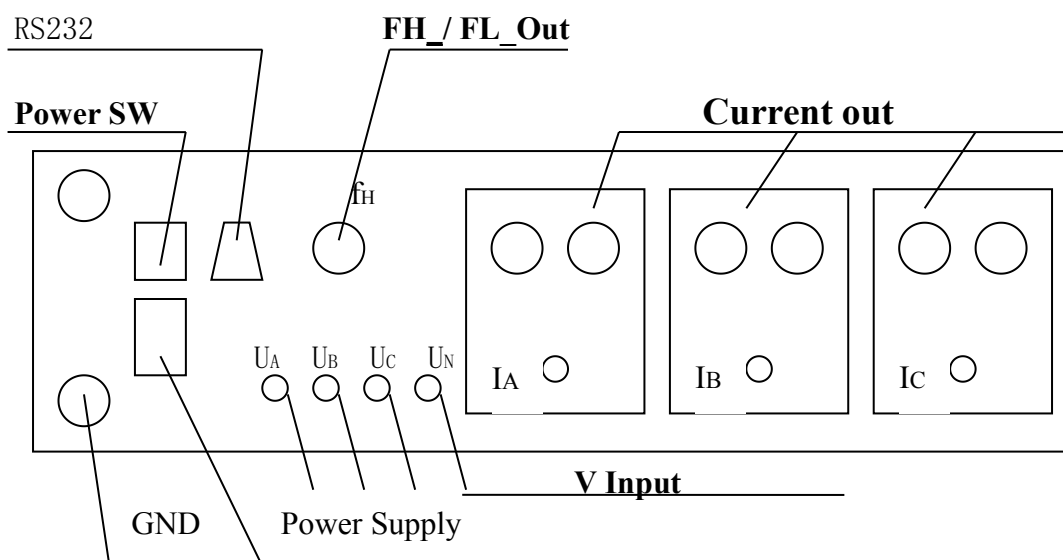 RS232
FH_/ FL_Out
Power SW
Current out
fH
UA UB UC UN
IA IB IC
V Input
GND Power Supply